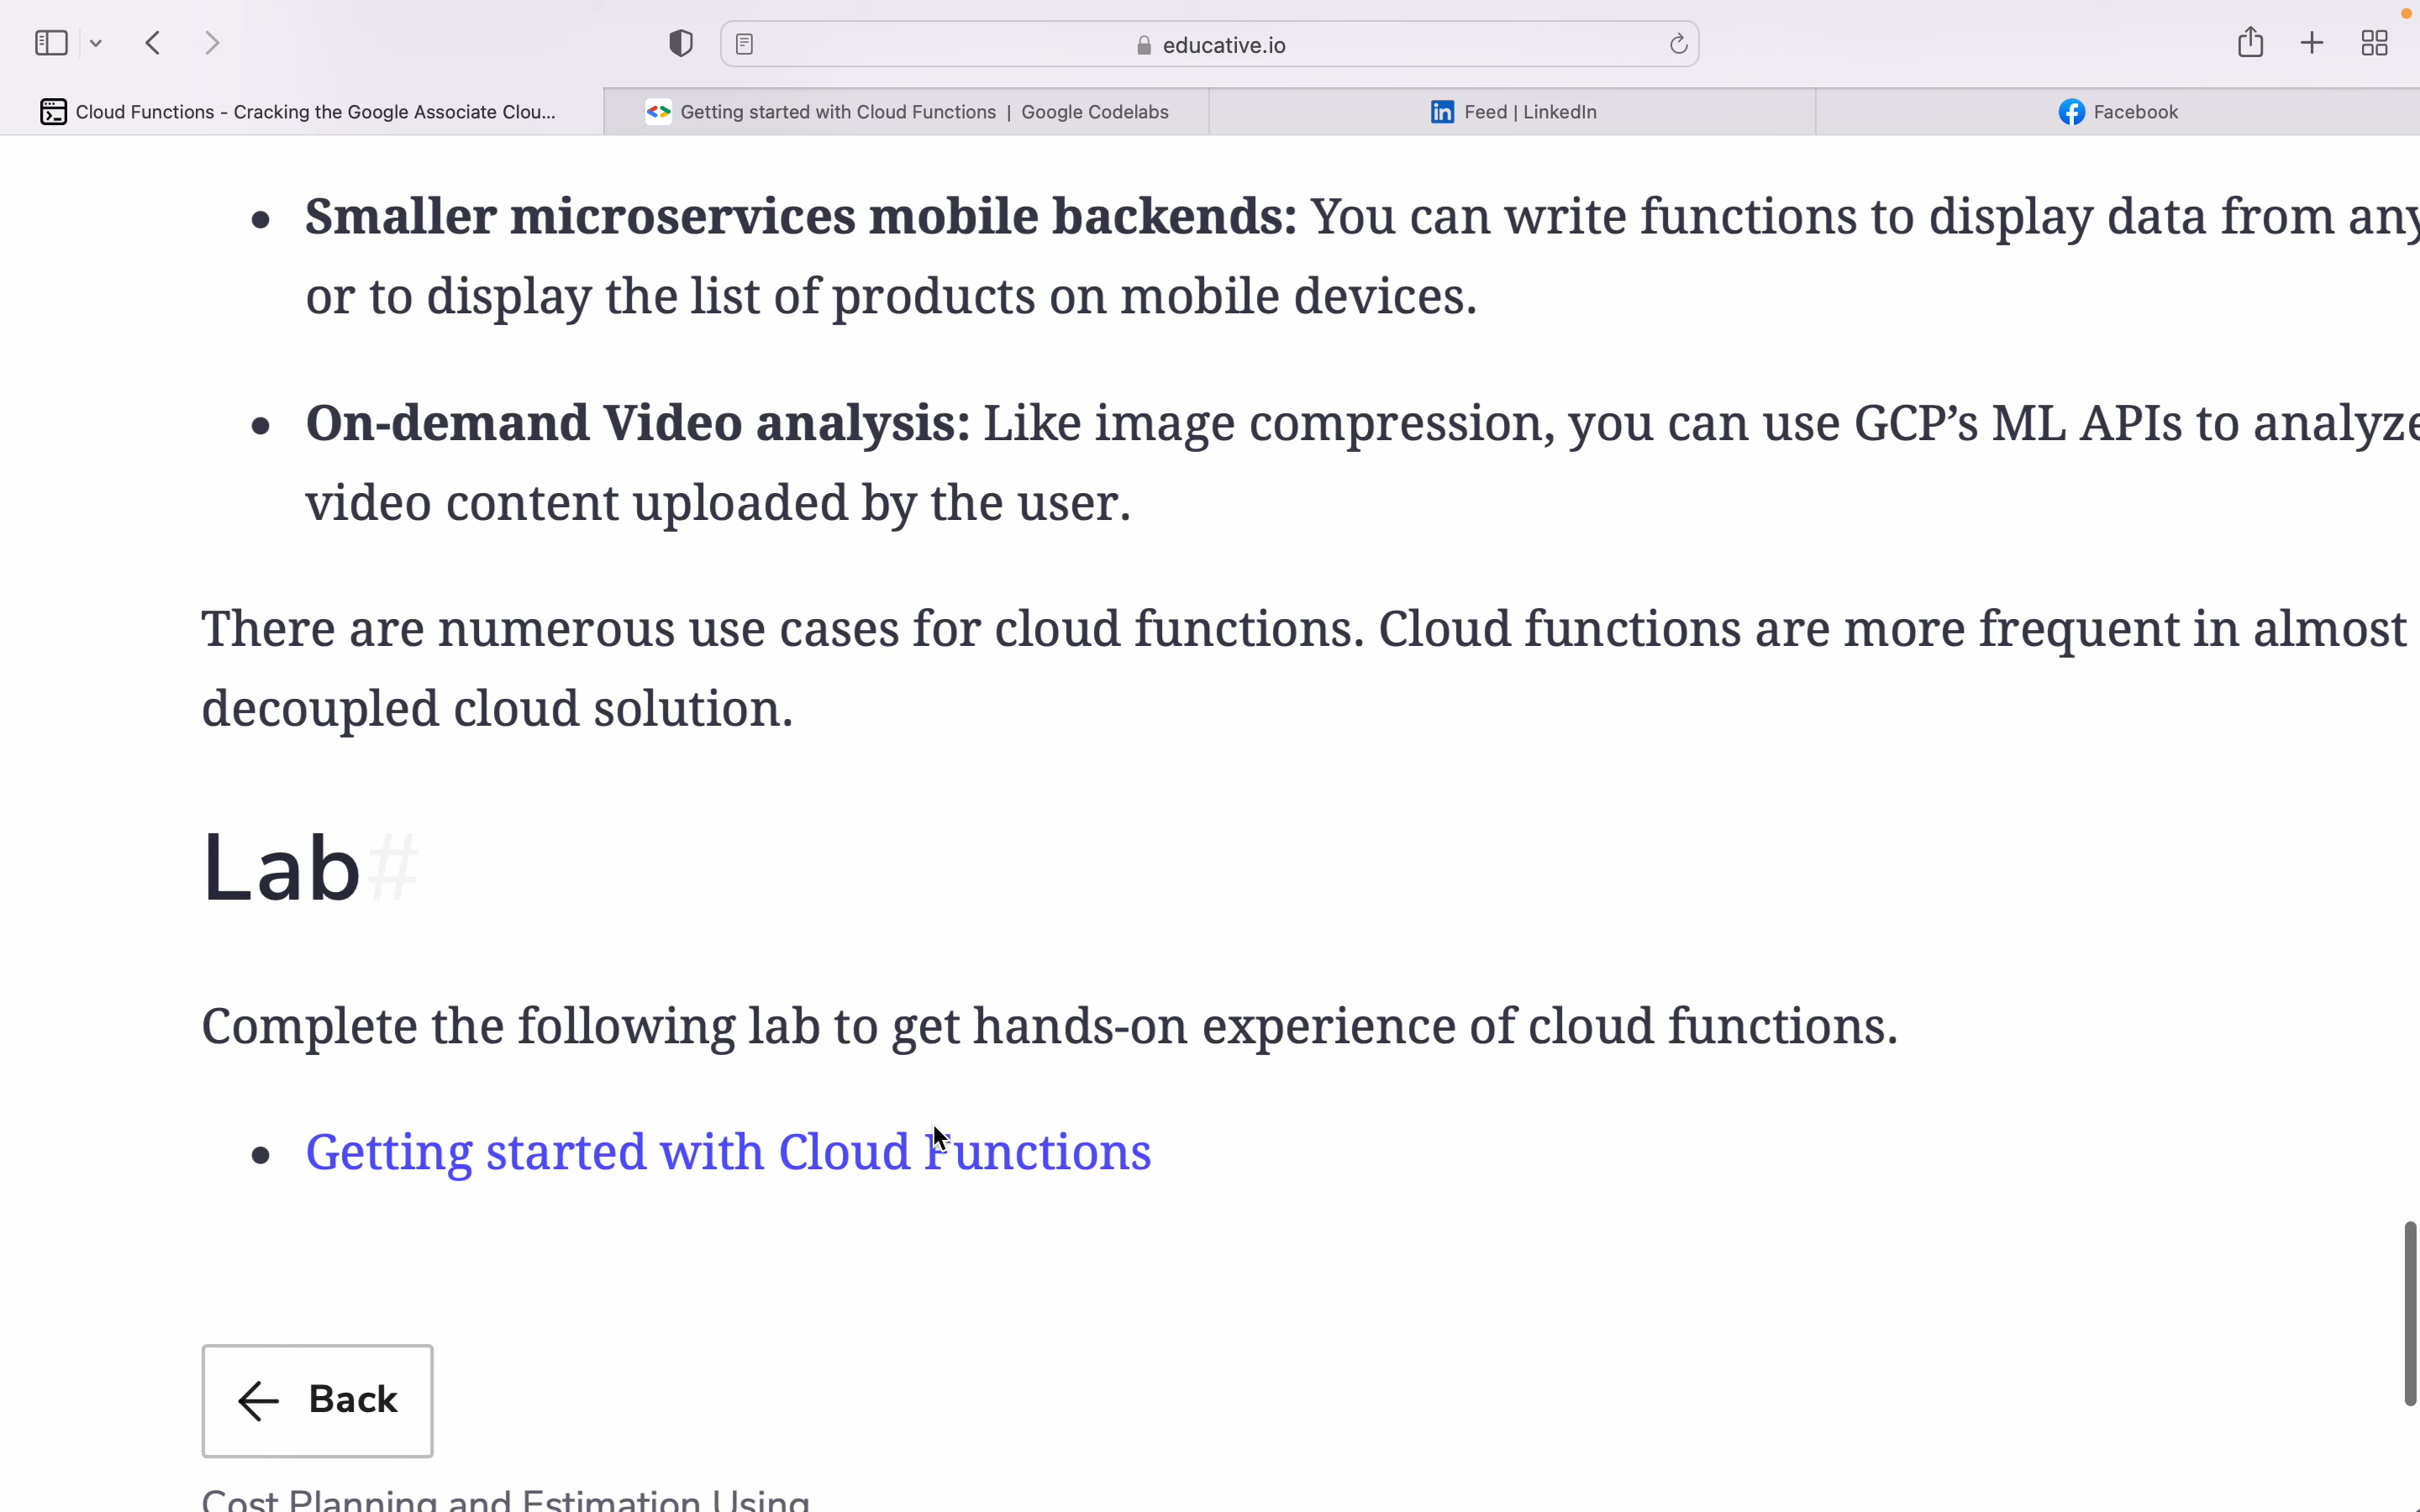 educative.io
Cloud Functions - Cracking the Google Associate Clou...
Getting started with Cloud Functions | Google Codelabs
Feed | LinkedIn
Facebook
Smaller microservices mobile backends: You can write functions to display data from any
or to display the list of products on mobile devices.
On-demand Video analysis: Like image compression, you can use GCP’s ML APIs to analyze
video content uploaded by the user.
There are numerous use cases for cloud functions. Cloud functions are more frequent in almost
decoupled cloud solution.
Lab#
Complete the following lab to get hands-on experience of cloud functions.
Getting started with Cloud Functions
Back
Cost Planning and Estimation Using